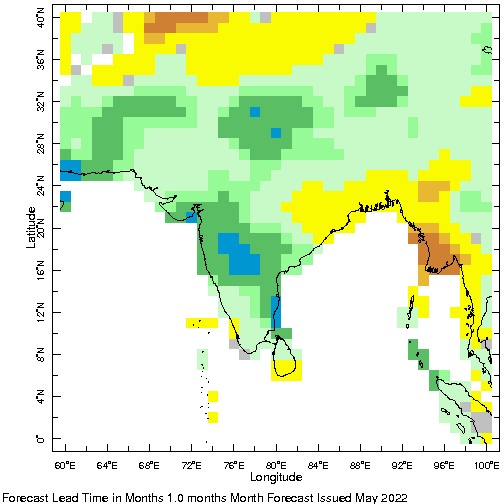 40°N
36°N
32°N
28°N
24°N
20°N
16°N
12°N
8°N
4°N
0°
Latitude
60°E 64°E 68°E 72°E 76°E 80°E 84°E 88°E 92°E 96°E 100°E
Longitude
Forecast Lead Time in Months 1.0 months Month Forecast Issued May 2022